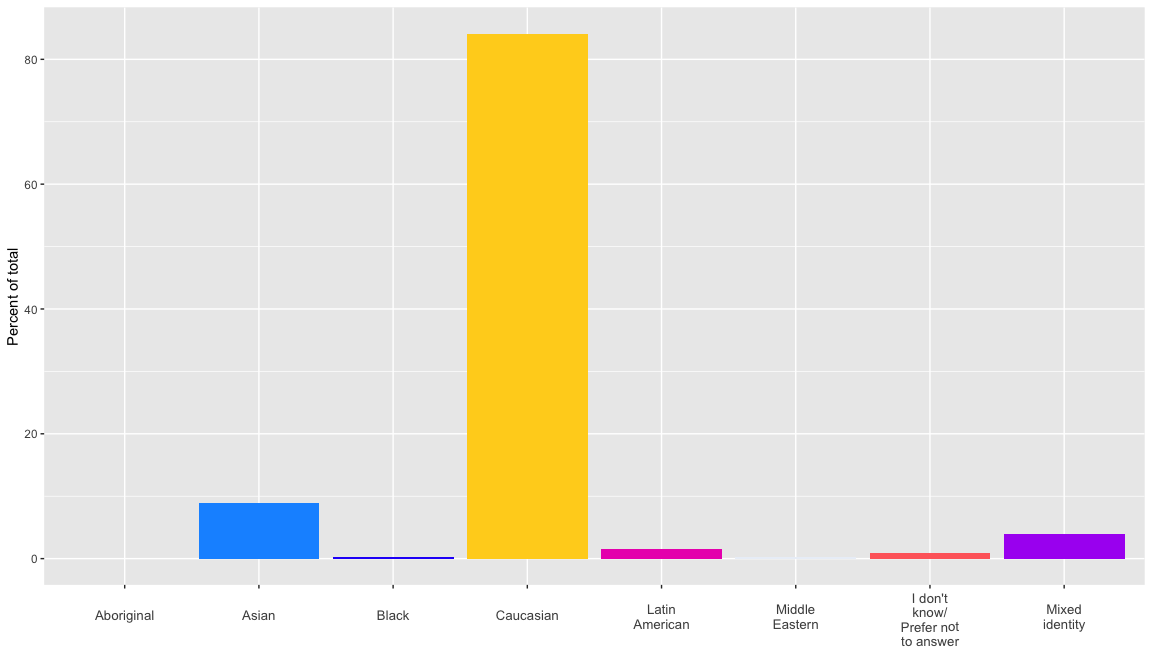 Percent of total
80
60
40
20
0
Aboriginal
Asian
Black
Caucasian
Latin
American
Middle
Eastern
I don't
know/
Prefer not
to answer
Mixed
identity